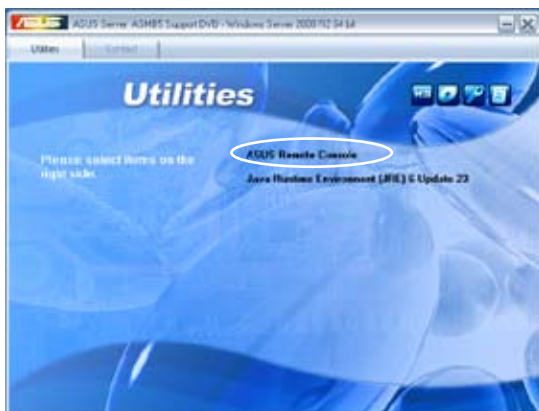 ASUS Server ASMB5 Support DVD - Windows Server 2008 R2 64 bit
Utilities
Contact
Utilities
Please select items on the
right side.
ASUS Remote Console
Java Runtime Environment (JRE) 6 Update 23